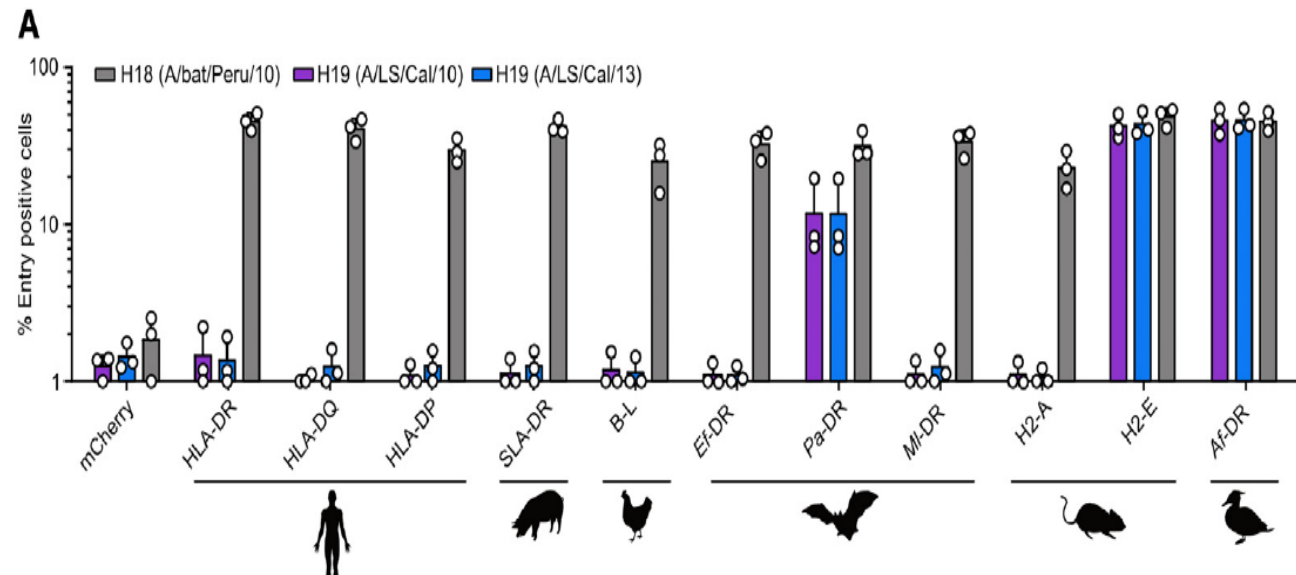 A
100
H18 (A/bat/Peru/10) H19 (A/LS/Cal/10) H19 (A/LS/Cal/13)
% Entry positive cells
10
1
mCherry HLA-DR HLA-DQ HLA-DP SLA-DR B-L Ef-DR Pa-DR Ml-DR H2-A H2-E Af-DR